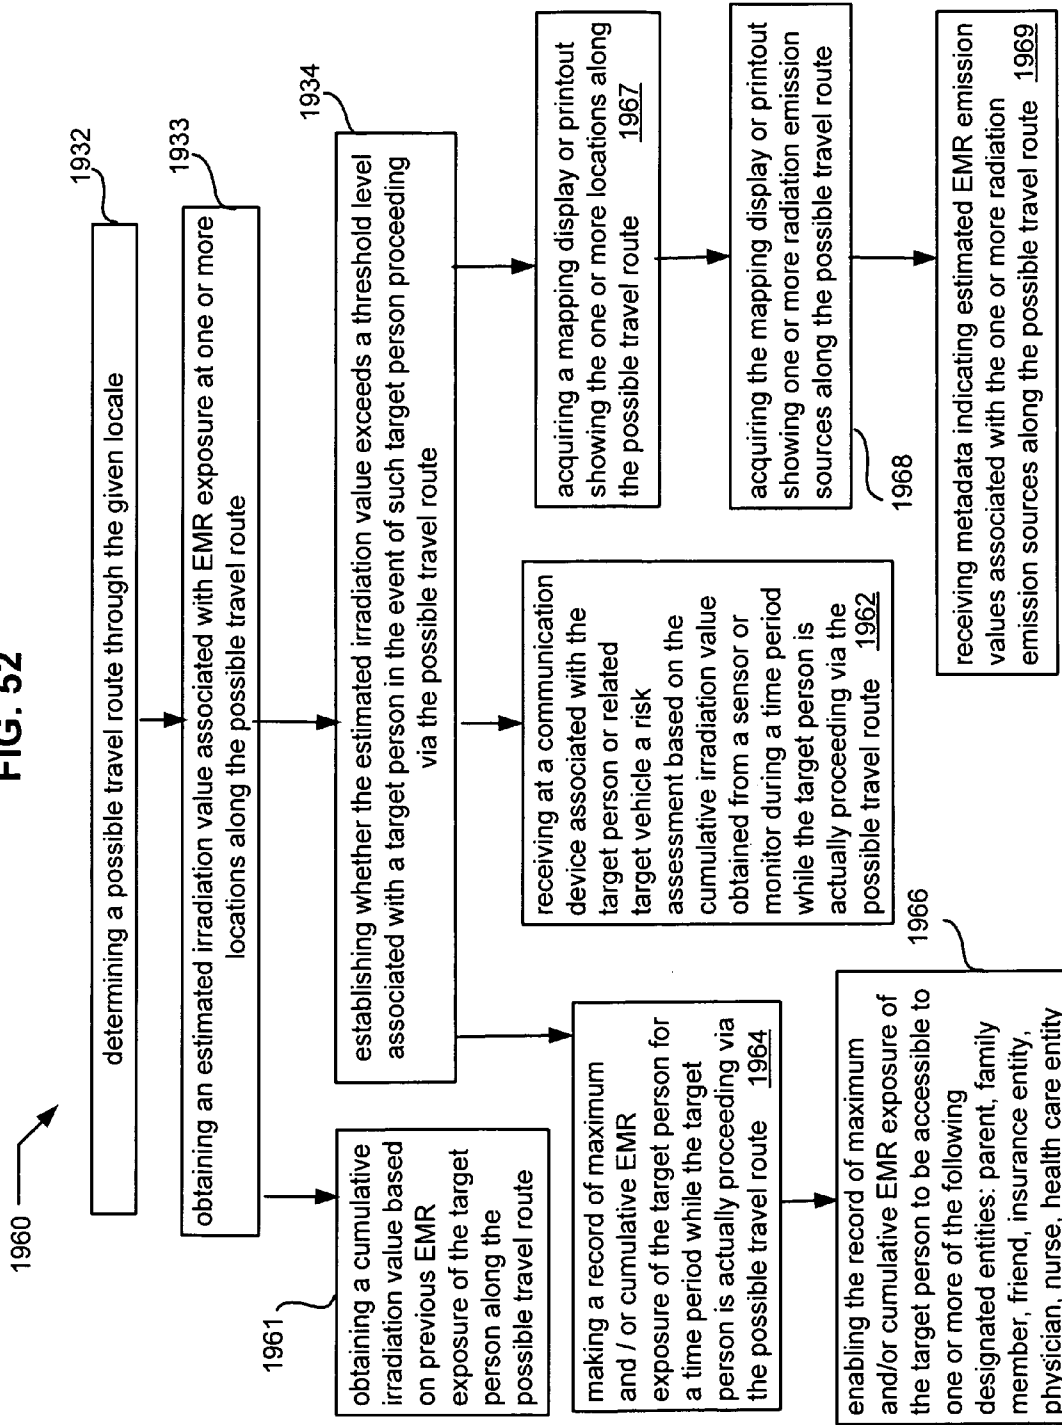 FIG. 52
1960
determining a possible travel route through the given locale
1932
obtaining an estimated irradiation value associated with EMR exposure at one or more
locations along the possible travel route
1933
establishing whether the estimated irradiation value exceeds a threshold level
associated with a target person in the event of such target person proceeding
via the possible travel route
1934
1961
obtaining a cumulative
irradiation value based
on previous EMR
exposure of the target
person along the
possible travel route
making a record of maximum
and / or cumulative EMR
exposure of the target person for
a time period while the target
person is actually proceeding via
the possible travel route 1964
enabling the record of maximum
and/or cumulative EMR exposure of
the target person to be accessible to
one or more of the following
designated entities: parent, family
member, friend, insurance entity,
physician, nurse, health care entity
1966
receiving at a communication
device associated with the
target person or related
target vehicle a risk
assessment based on the
cumulative irradiation value
obtained from a sensor or
monitor during a time period
while the target person is
actually proceeding via the
possible travel route 1962
acquiring a mapping display or printout
showing the one or more locations along
the possible travel route 1967
acquiring the mapping display or printout
showing one or more radiation emission
sources along the possible travel route
1968
receiving metadata indicating estimated EMR emission
values associated with the one or more radiation
emission sources along the possible travel route 1969